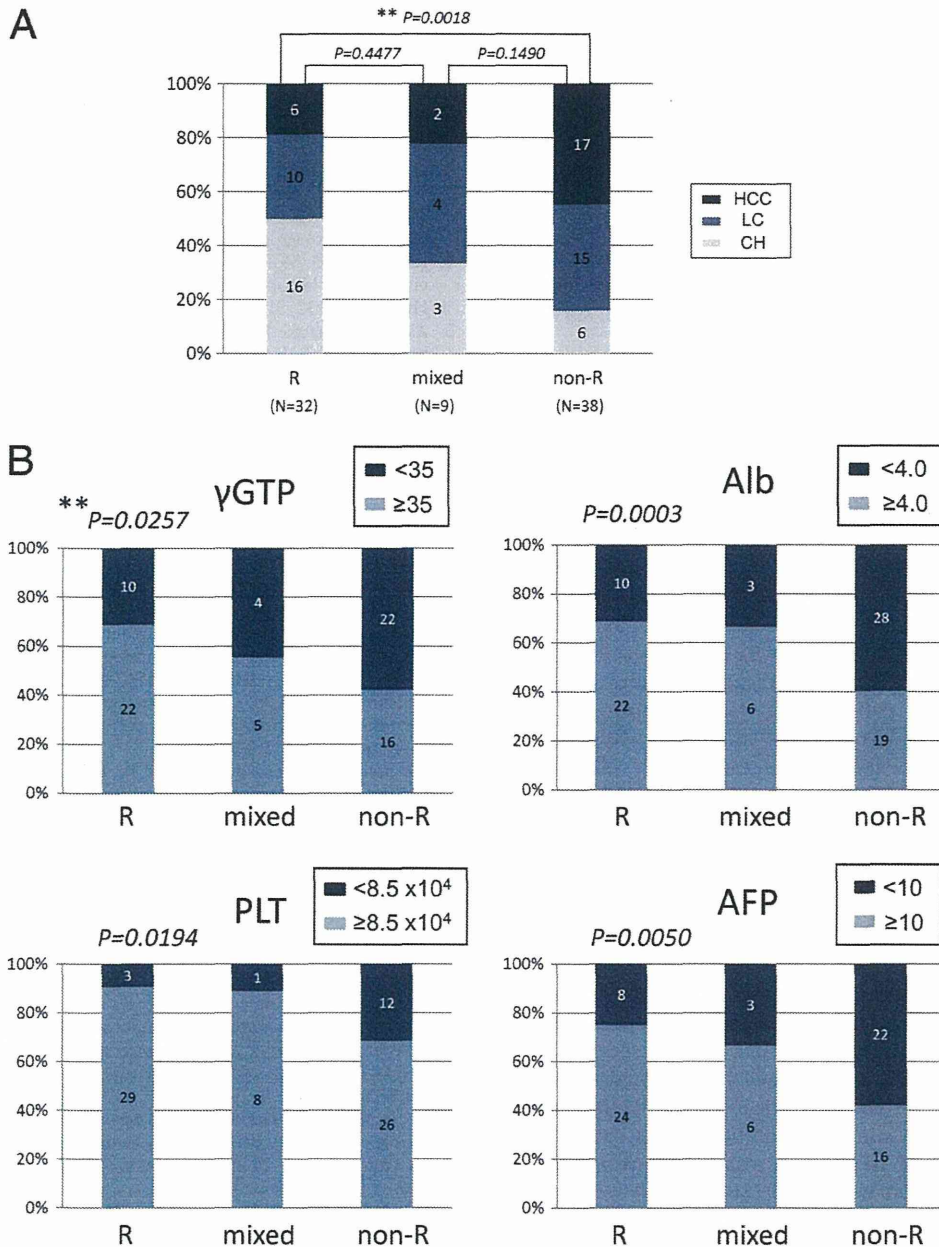 A
** P=0.0018
P=0.4477
P=0.1490
100%
80%
60%
40%
20%
0%
6
10
16
2
4
3
17
15
6
HCC
LC
CH
R
mixed
non-R
(N=32)
(N=9)
(N=38)
B
γGTP
<35
≥35
** P=0.0257
100%
80%
60%
40%
20%
0%
10
22
4
5
22
16
R
mixed
non-R
Alb
<4.0
≥4.0
P=0.0003
100%
80%
60%
40%
20%
0%
10
22
3
6
28
19
R
mixed
non-R
PLT
<8.5 x10⁴
≥8.5 x10⁴
P=0.0194
100%
80%
60%
40%
20%
0%
3
29
1
8
12
26
R
mixed
non-R
AFP
<10
≥10
P=0.0050
100%
80%
60%
40%
20%
0%
8
24
3
6
22
16
R
mixed
non-R